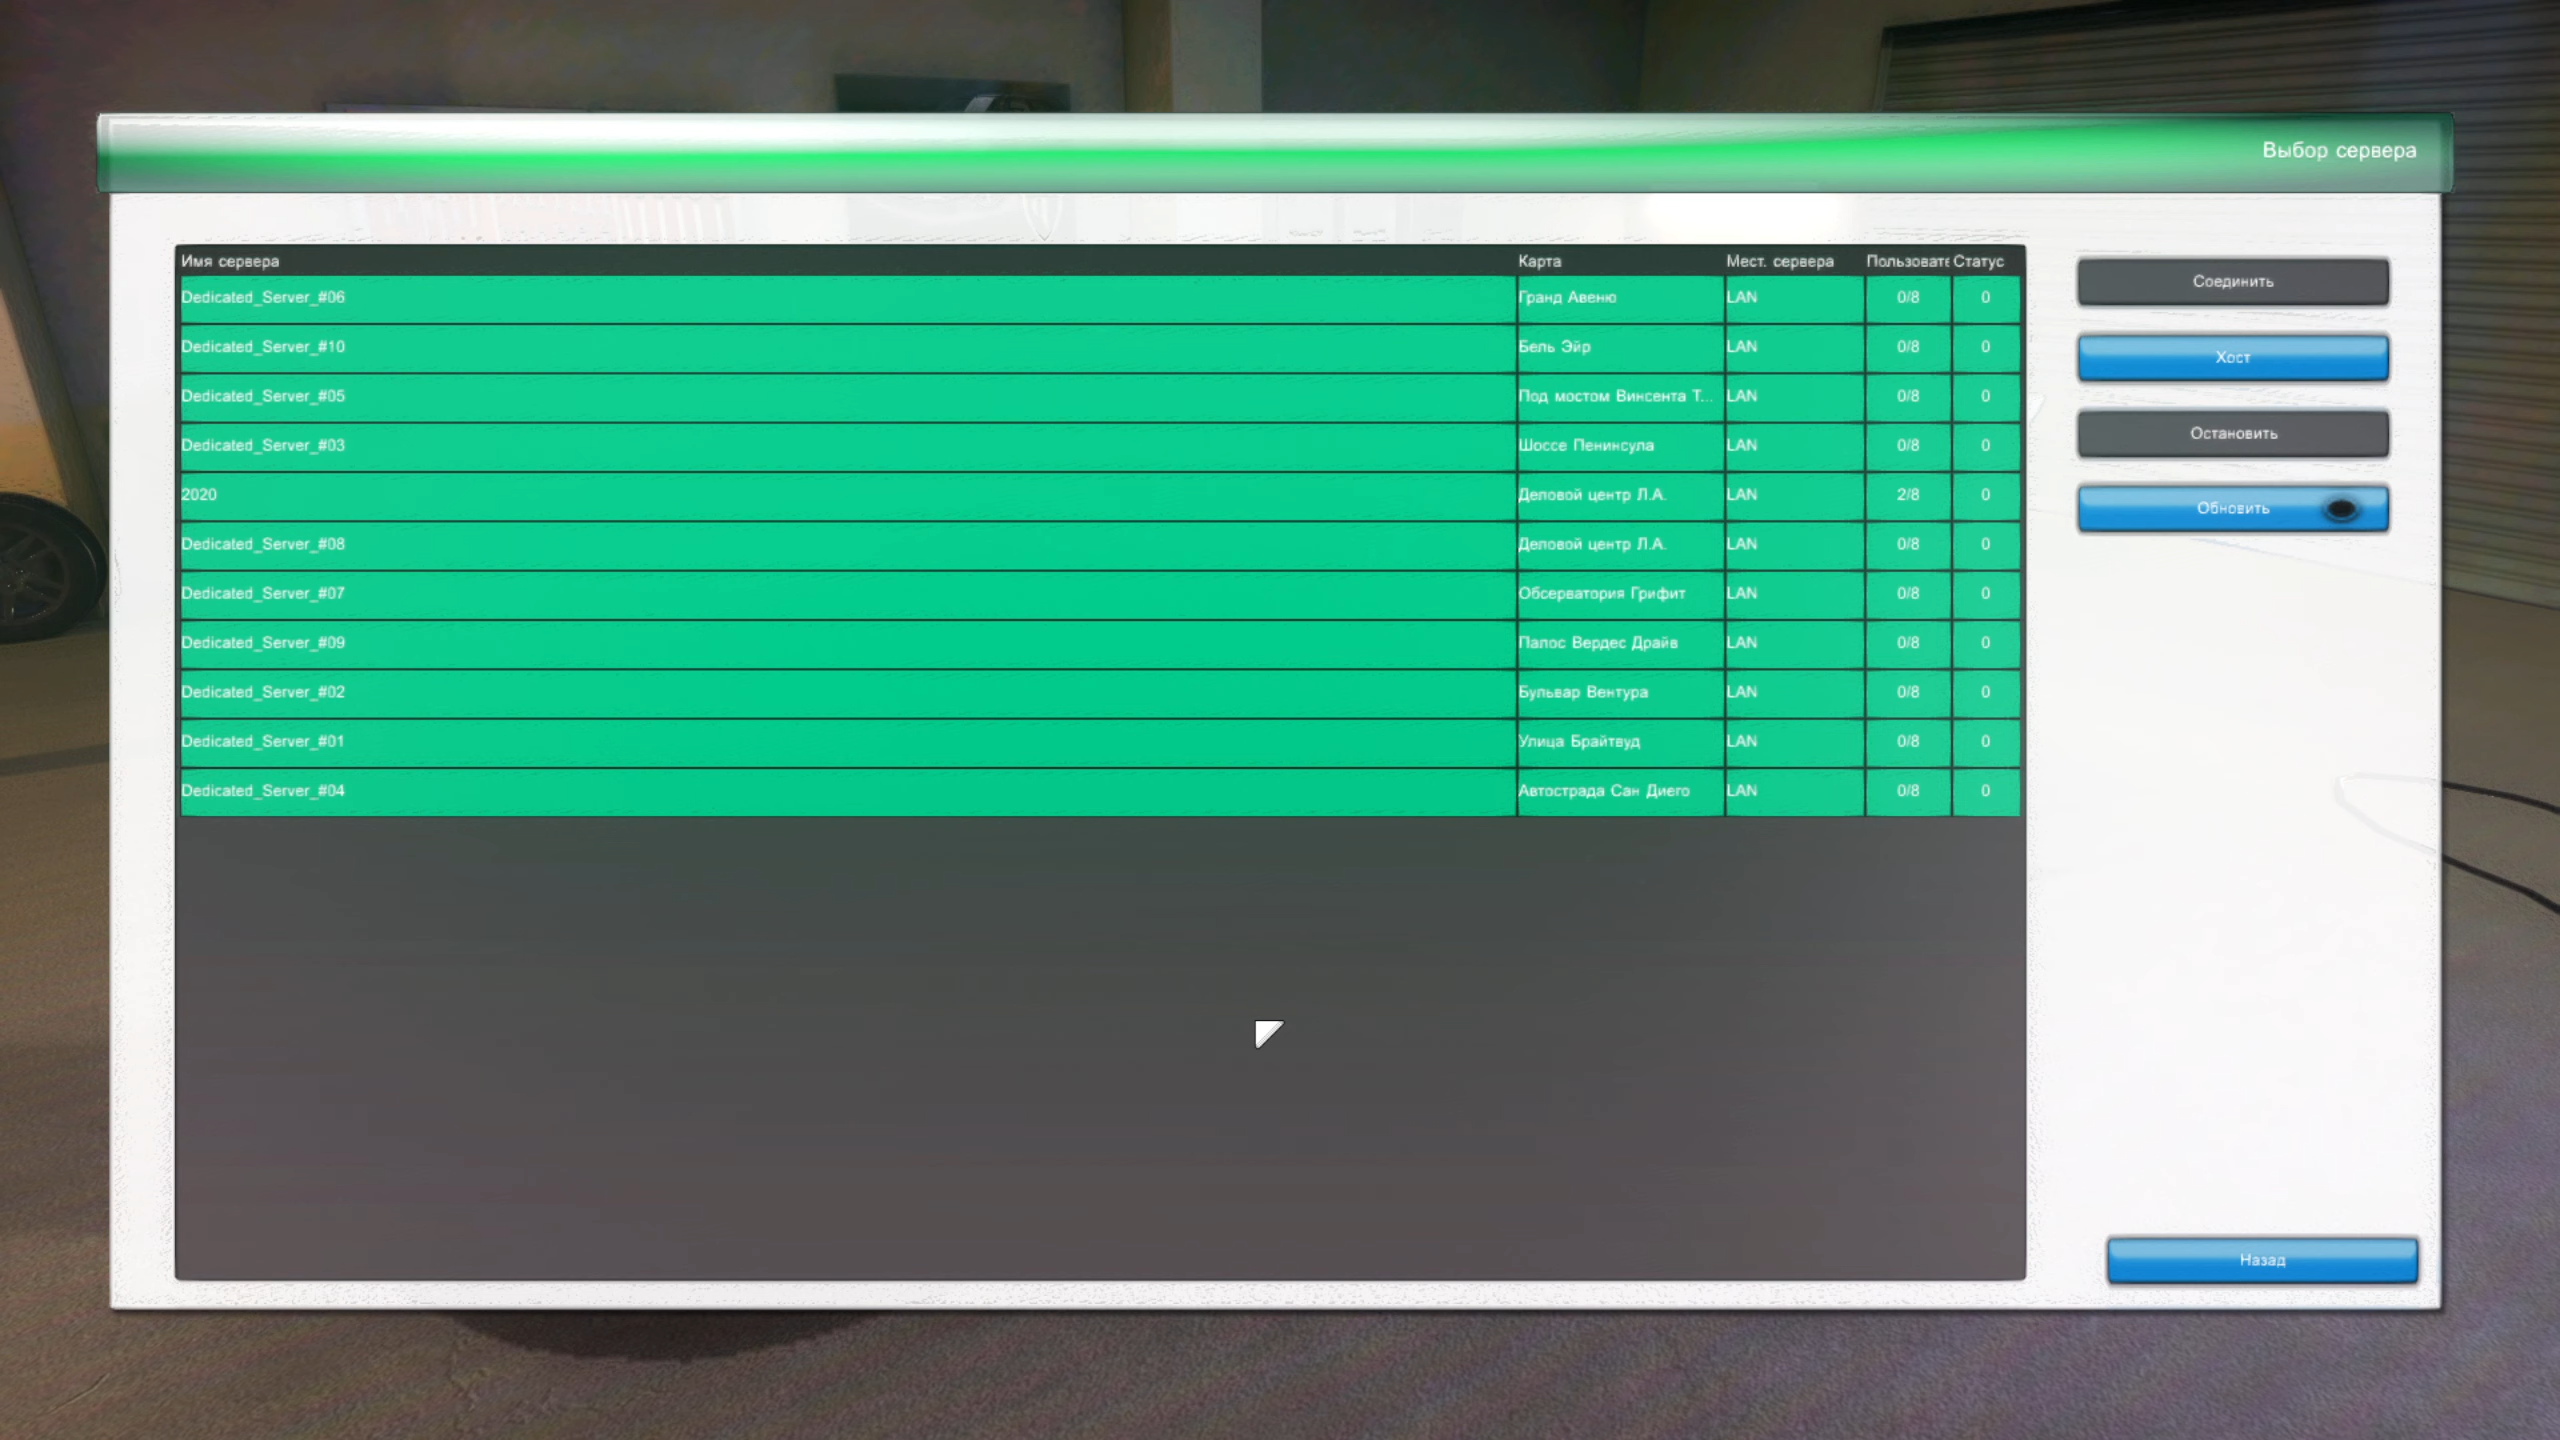 Выбор сервера
Имя сервера Карта Мест. сервера Пользовате Статус
Dedicated_Server_#06 Гранд Авеню LAN 0/8 0
Dedicated_Server_#10 Бель Эйр LAN 0/8 0
Dedicated_Server_#05 Под мостом Винсента Т... LAN 0/8 0
Dedicated_Server_#03 Шоссе Пенинсула LAN 0/8 0
2020 Деловой центр Л.А. LAN 2/8 0
Dedicated_Server_#08 Деловой центр Л.А. LAN 0/8 0
Dedicated_Server_#07 Обсерватория Грифит LAN 0/8 0
Dedicated_Server_#09 Палос Вердес Драйв LAN 0/8 0
Dedicated_Server_#02 Бульвар Вентура LAN 0/8 0
Dedicated_Server_#01 Улица Брайтвуд LAN 0/8 0
Dedicated_Server_#04 Автострада Сан Диего LAN 0/8 0
Соединить
Хост
Остановить
Обновить
Назад